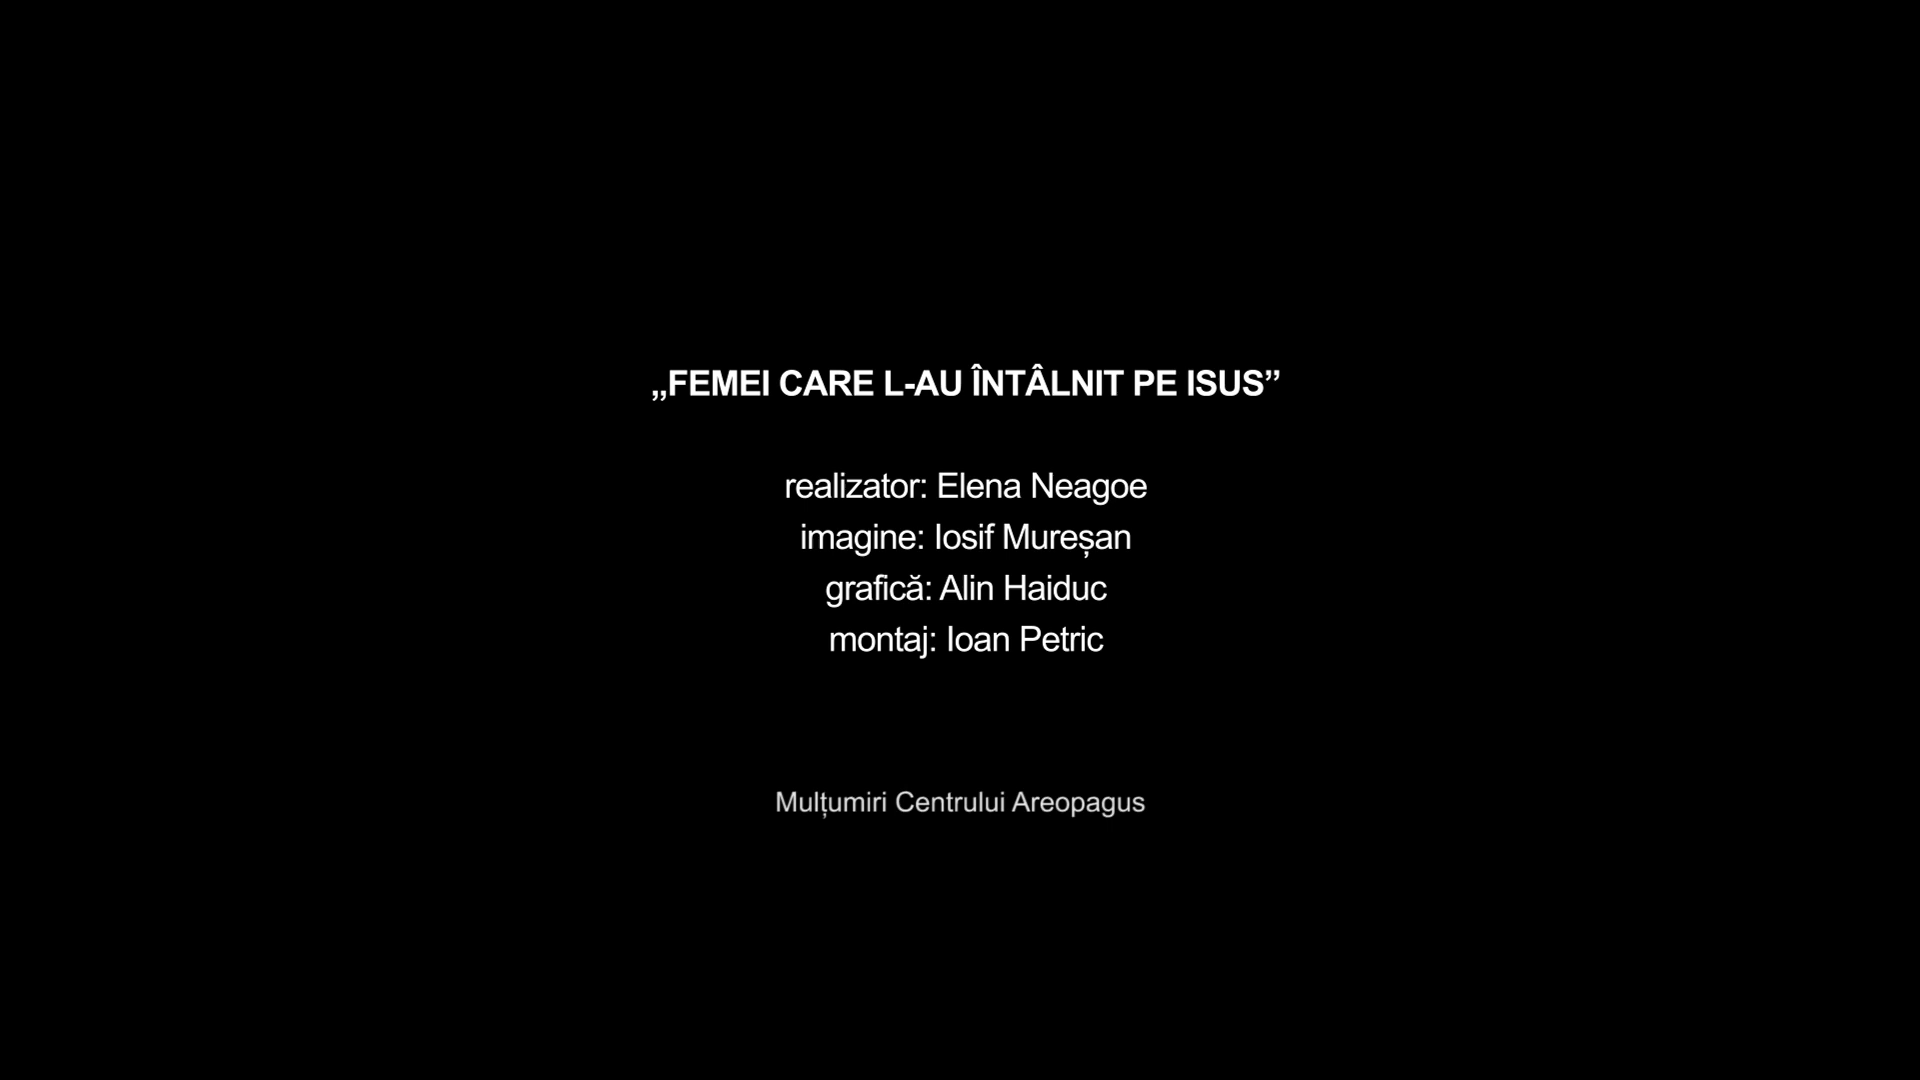 „FEMEI CARE L-AU ÎNTÂLNIT PE ISUS”
realizator: Elena Neagoe
imagine: Iosif Mureșan
grafică: Alin Haiduc
montaj: Ioan Petric
Mulțumiri Centrului Areopagus